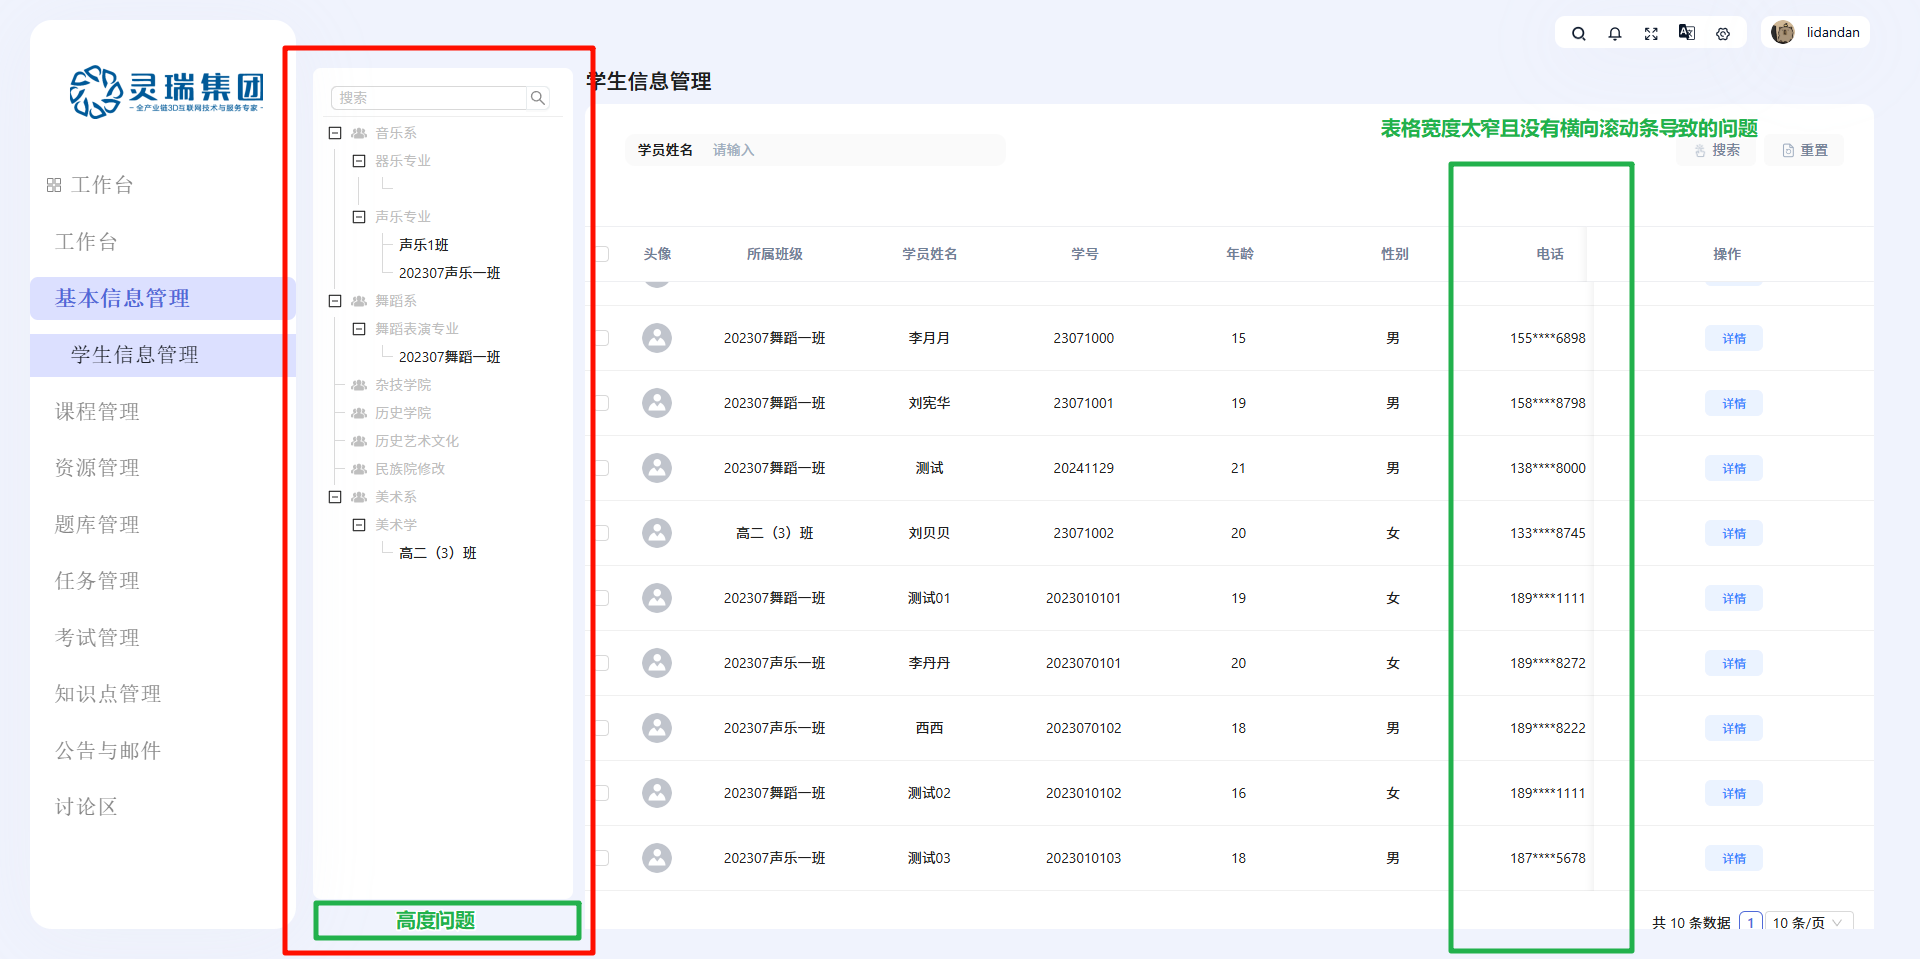 灵瑞集团
-全产业链3D互联网技术与服务专家-
工作台
工作台
基本信息管理
学生信息管理
课程管理
资源管理
题库管理
任务管理
考试管理
知识点管理
公告与邮件
讨论区
搜索
音乐系
器乐专业
声乐专业
声乐1班
202307声乐一班
舞蹈系
舞蹈表演专业
202307舞蹈一班
杂技学院
历史学院
历史艺术文化
民族院修改
美术系
美术学
高二（3）班
高度问题
lidandan
学生信息管理
表格宽度太窄且没有横向滚动条导致的问题
学员姓名 请输入 搜索 重置
头像 所属班级 学员姓名 学号 年龄 性别 电话 操作
202307舞蹈一班 李月月 23071000 15 男 155****6898 详情
202307舞蹈一班 刘宪华 23071001 19 男 158****8798 详情
202307舞蹈一班 测试 20241129 21 男 138****8000 详情
高二（3）班 刘贝贝 23071002 20 女 133****8745 详情
202307舞蹈一班 测试01 2023010101 19 女 189****1111 详情
202307声乐一班 李丹丹 2023070101 20 女 189****8272 详情
202307声乐一班 西西 2023070102 18 男 189****8222 详情
202307舞蹈一班 测试02 2023010102 16 女 189****1111 详情
202307声乐一班 测试03 2023010103 18 男 187****5678 详情
共 10 条数据 1 10 条/页